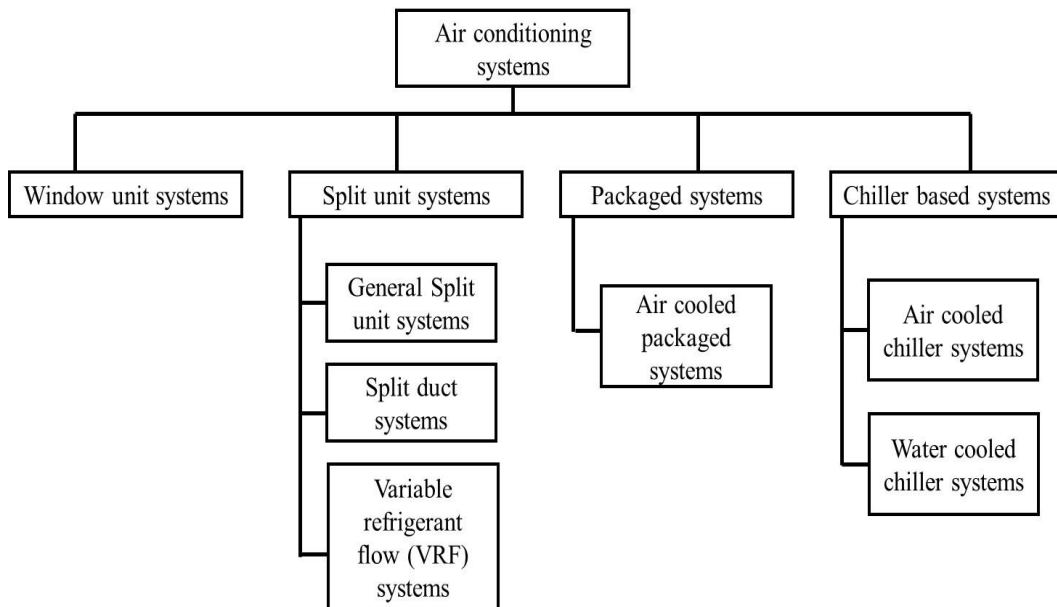 Air conditioning
systems
Window unit systems
Split unit systems
Packaged systems
Chiller based systems
General Split
unit systems
Split duct
systems
Variable
refrigerant
flow (VRF)
systems
Air cooled
packaged
systems
Air cooled
chiller systems
Water cooled
chiller systems